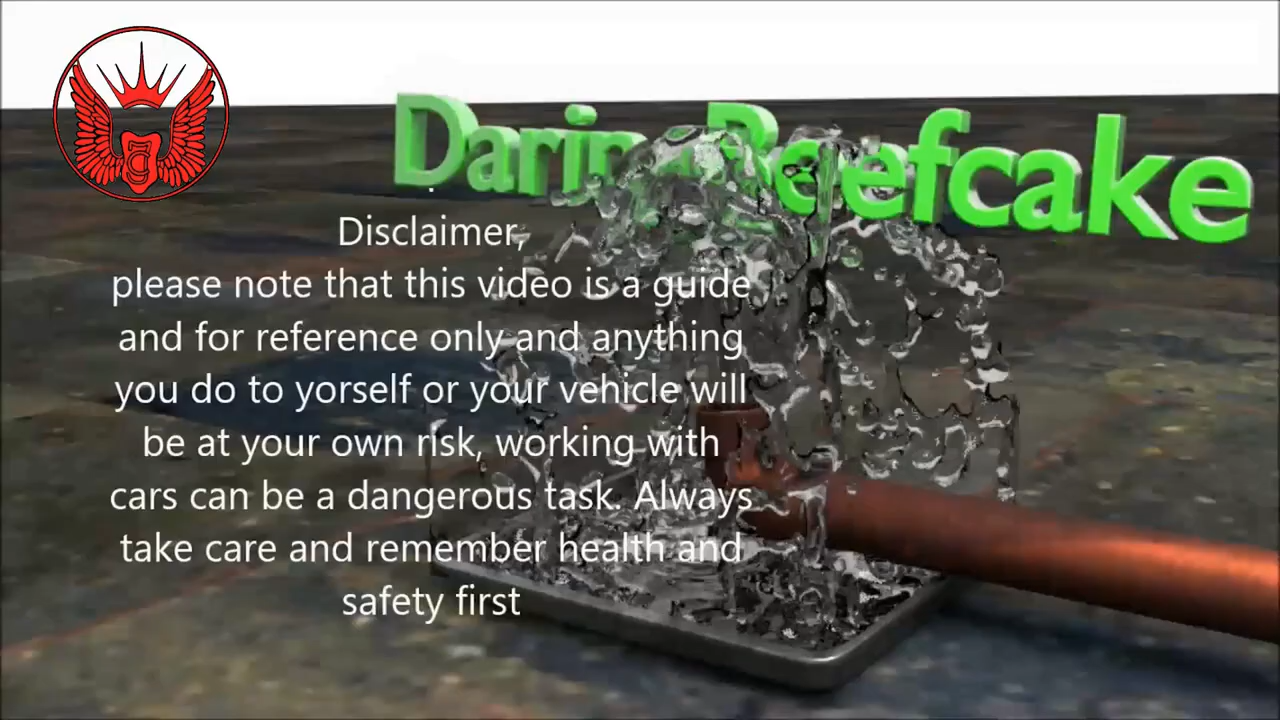 Daring Beefcake
Disclaimer,
please note that this video is a guide
and for reference only and anything
you do to yorself or your vehicle will
be at your own risk, working with
cars can be a dangerous task. Always
take care and remember health and
safety first